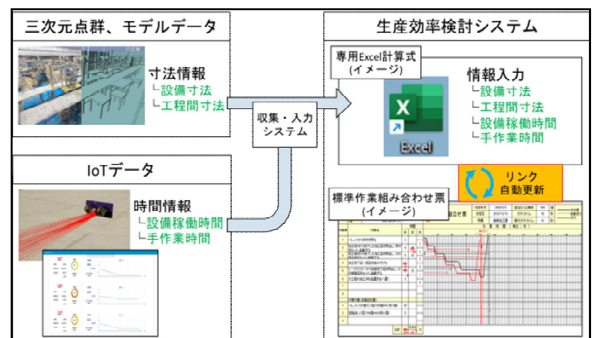 三次元点群、モデルデータ
寸法情報
設備寸法
工程間寸法
IoTデータ
時間情報
設備稼働時間
手作業時間
収集・入力
システム
生産効率検討システム
専用Excel計算式
(イメージ)
Excel
情報入力
設備寸法
工程間寸法
設備稼働時間
手作業時間
リンク
自動更新
標準作業組み合わせ票
(イメージ)